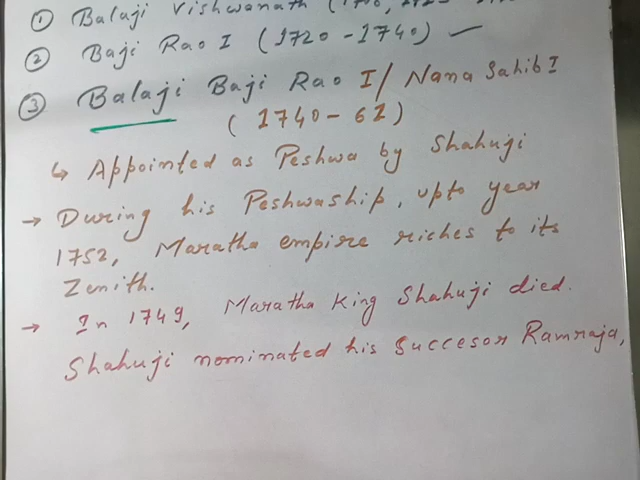 ① Balaji Vishwanath (
② Baji Rao I (1720 - 1740) —
③ Balaji Baji Rao I / Nana Sahib I
(1740 - 61)
↳ Appointed as Peshwa by Shahuji
→ During his Peshwaship, upto year
1752, Maratha empire riches to its
Zenith.
→ In 1749, Maratha King Shahuji died.
Shahuji nominated his Succesor Ramraja,